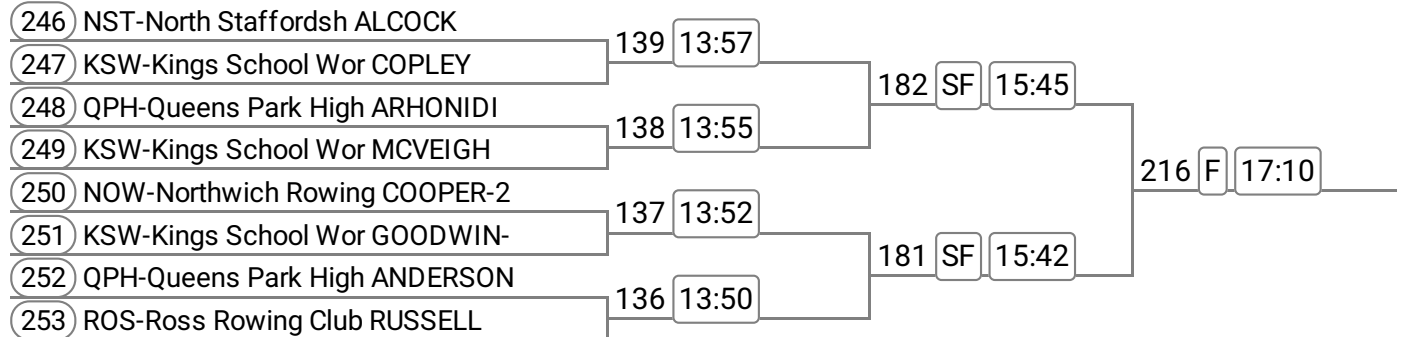 246 NST-North Staffordsh ALCOCK
247 KSW-Kings School Wor COPLEY
139 13:57
248 QPH-Queens Park High ARHONIDI
249 KSW-Kings School Wor MCVEIGH
138 13:55
182 SF 15:45
250 NOW-Northwich Rowing COOPER-2
251 KSW-Kings School Wor GOODWIN-
137 13:52
252 QPH-Queens Park High ANDERSON
253 ROS-Ross Rowing Club RUSSELL
136 13:50
181 SF 15:42
216 F 17:10